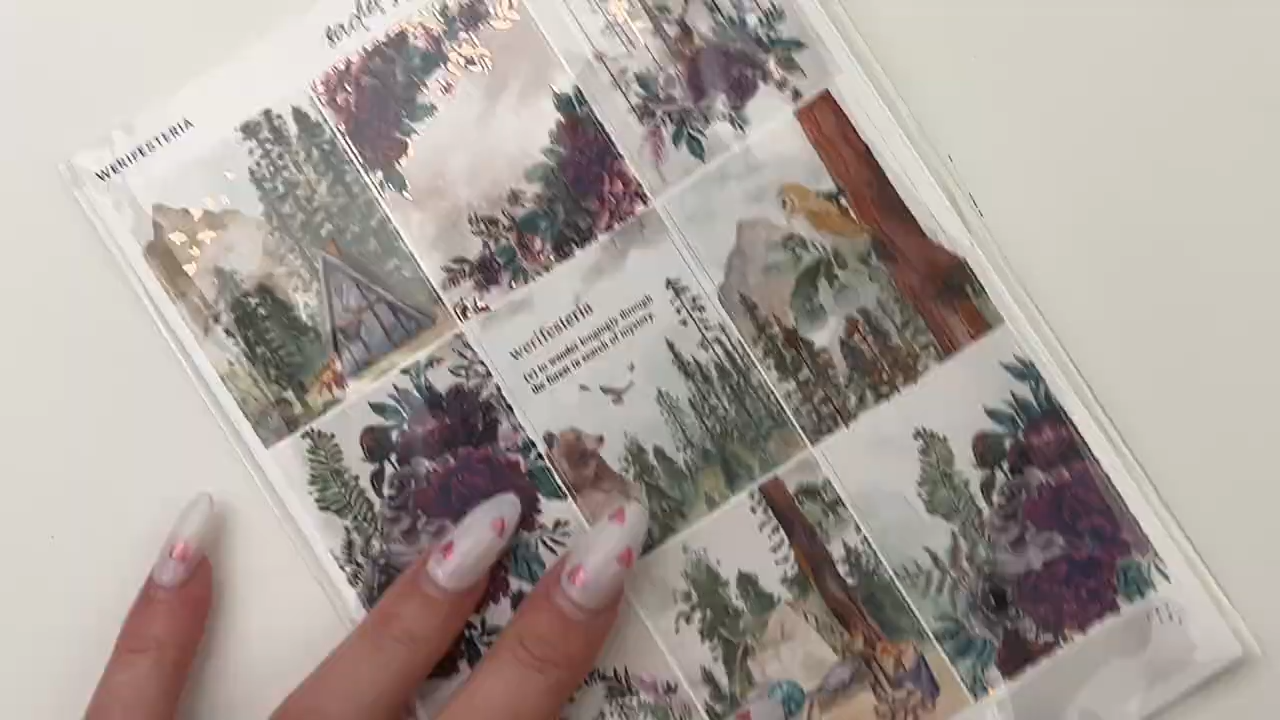 WERIFESTERIA
werifesteria
(v) to wander longingly through
the forest in search of mystery.